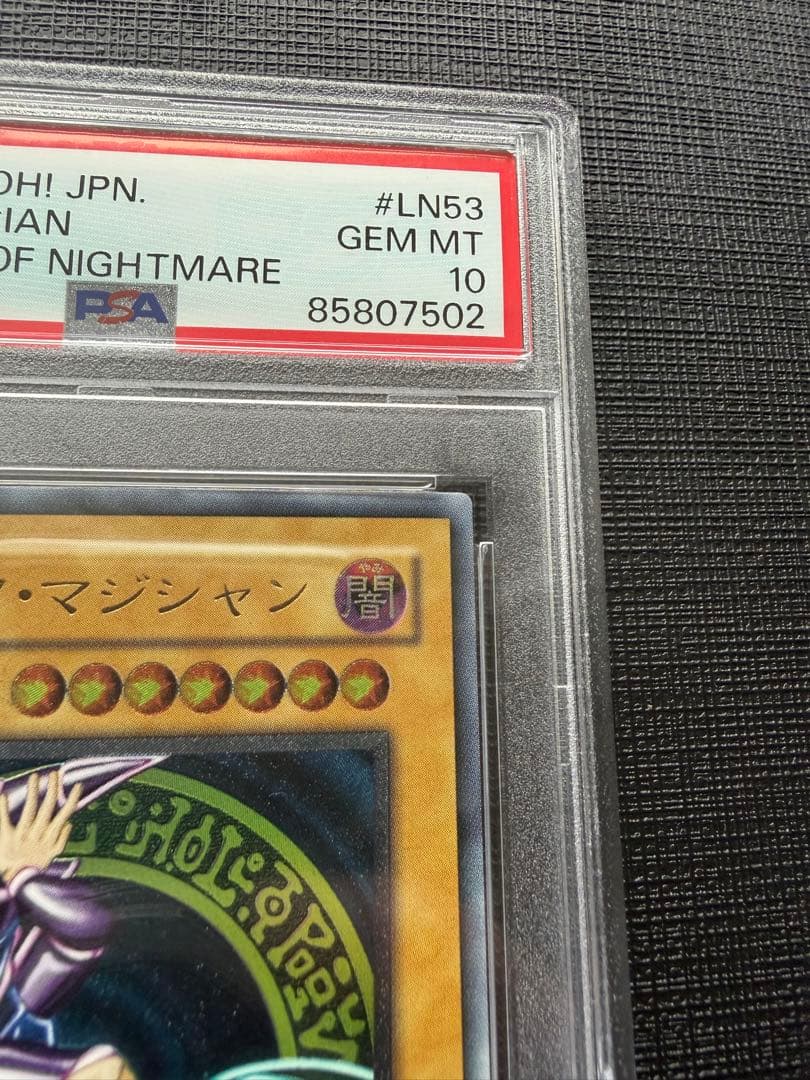 OH! JPN. #LN53
IAN GEM MT
OF NIGHTMARE 10
PSA 85807502
・マジシャン
やみ
闇